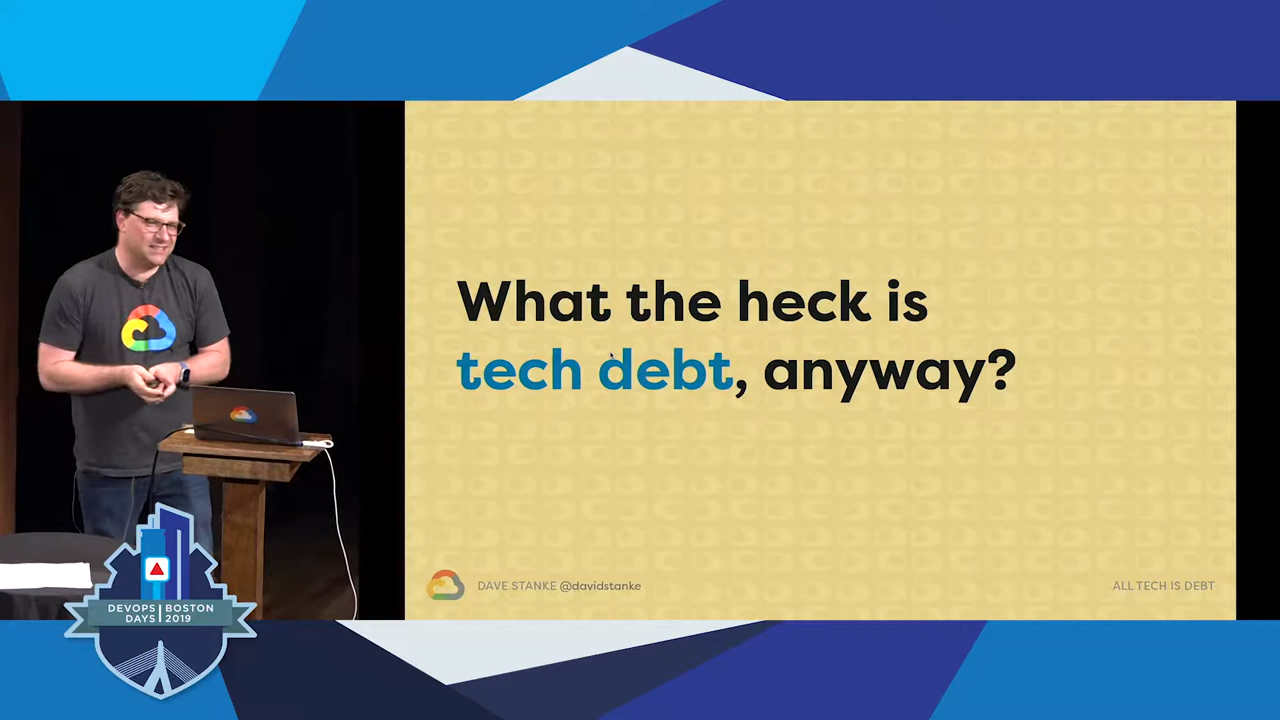 What the heck is
tech debt, anyway?
DAVE STANKE @davidstanke
ALL TECH IS DEBT
DEVOPS BOSTON
DAYS 2019